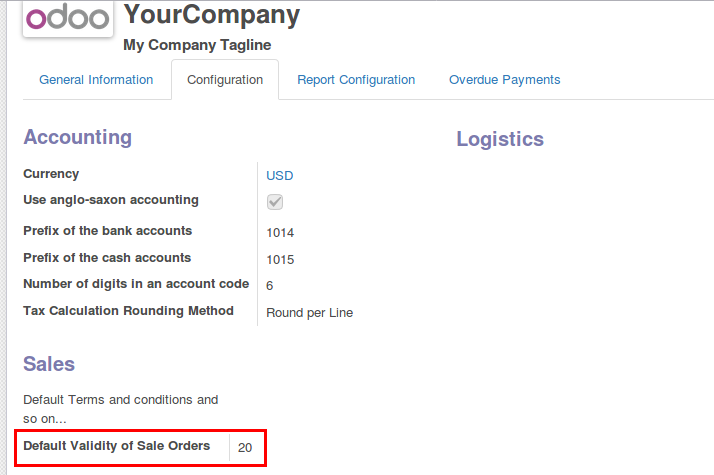 odoo
YourCompany
My Company Tagline
General Information Configuration Report Configuration Overdue Payments
Accounting
Logistics
Currency USD
Use anglo-saxon accounting
Prefix of the bank accounts 1014
Prefix of the cash accounts 1015
Number of digits in an account code 6
Tax Calculation Rounding Method Round per Line
Sales
Default Terms and conditions and
so on...
Default Validity of Sale Orders 20